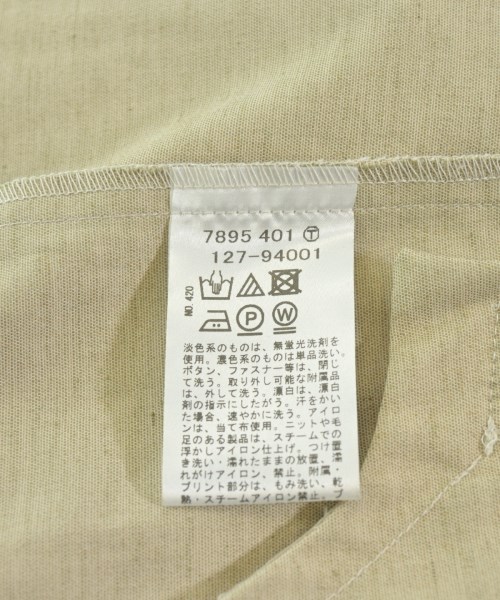 7895 401 Ⓣ
127-94001
NO. 420
P W
淡色系のものは、無蛍光洗剤を
使用。濃色系のものは単品洗い。
ボタン、ファスナー等は、閉じ
て洗う。取り外し可能な附属品
は、外して洗う。漂白は、漂白
剤の指示にしたがう。汗をかい
た場合、速やかに洗う。アイロ
ンは、当て布使用。ニットや毛
足のある製品は、スチームでの
浮かしアイロン仕上げ。つけ置
き洗い・濡れたままの放置、濡
れがけアイロン、禁止。附属・
プリント部分は、もみ洗い、乾
熱・スチームアイロン禁止。プ